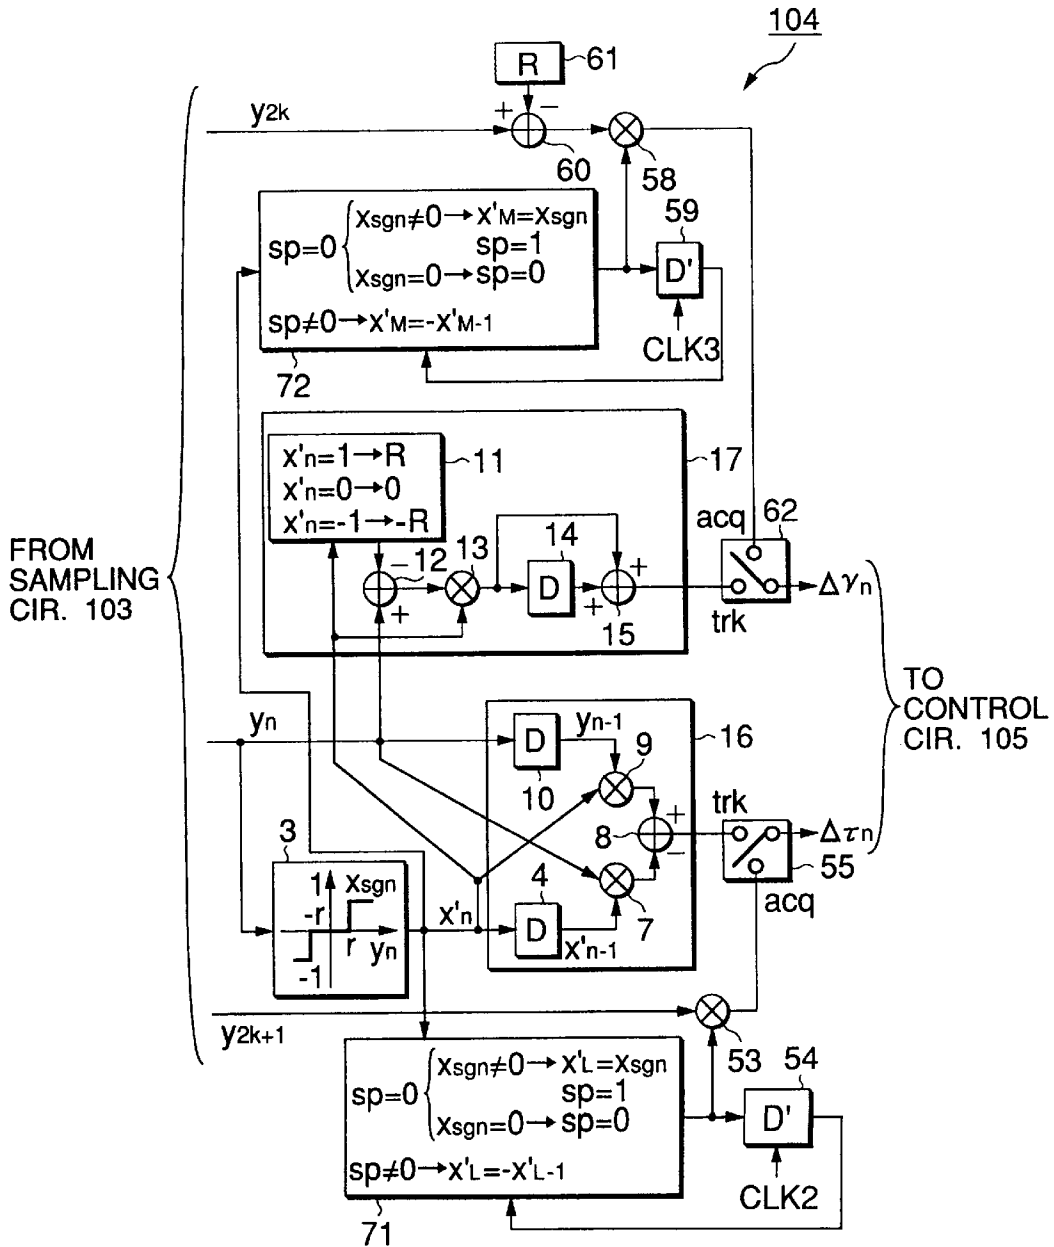 104
R
61
+
−
y2k
60
58
sp=0
xsgn≠0→x'M=xsgn
sp=1
xsgn=0→sp=0
sp≠0→x'M=-x'M-1
72
59
D'
CLK3
x'n=1→R
x'n=0→0
x'n=-1→-R
11
17
−
12
+
13
14
D
+
+
15
acq
62
trk
Δγn
FROM
SAMPLING
CIR. 103
TO
CONTROL
CIR. 105
yn
D
yn-1
10
9
16
8
+
−
trk
Δτn
55
acq
3
1
xsgn
-r
r
yn
-1
x'n
4
D
x'n-1
7
y2k+1
53
sp=0
xsgn≠0→x'L=xsgn
sp=1
xsgn=0→sp=0
sp≠0→x'L=-x'L-1
71
54
D'
CLK2